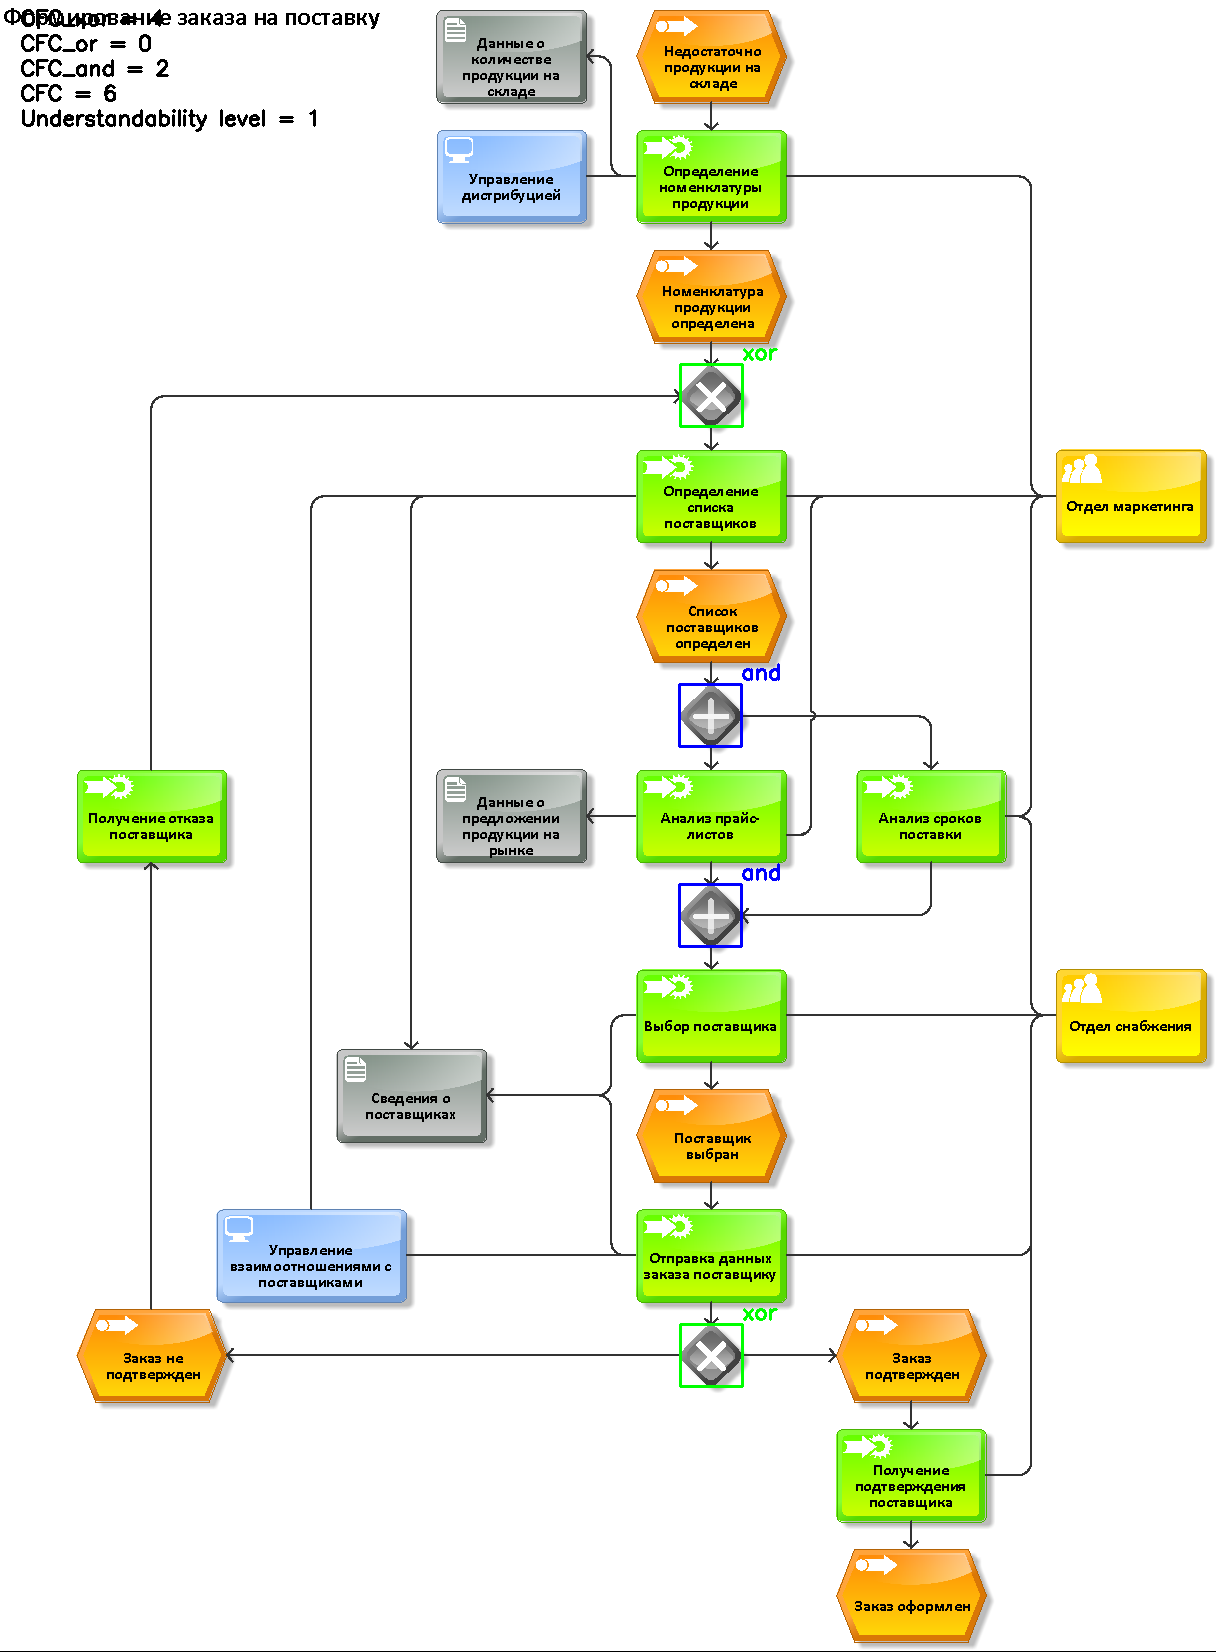 Формирование заказа на поставку
CFC_xor = 4
CFC_or = 0
CFC_and = 2
CFC = 6
Understandability level = 1
Данные о
количестве
продукции на
складе
Недостаточно
продукции на
складе
Управление
дистрибуцией
Определение
номенклатуры
продукции
Номенклатура
продукции
определена
xor
Определение
списка
поставщиков
Отдел маркетинга
Список
поставщиков
определен
and
Получение отказа
поставщика
Данные о
предложении
продукции на
рынке
Анализ прайс-
листов
Анализ сроков
поставки
and
Выбор поставщика
Отдел снабжения
Сведения о
поставщиках
Поставщик
выбран
Управление
взаимоотношениями с
поставщиками
Отправка данных
заказа поставщику
xor
Заказ не
подтвержден
Заказ
подтвержден
Получение
подтверждения
поставщика
Заказ оформлен